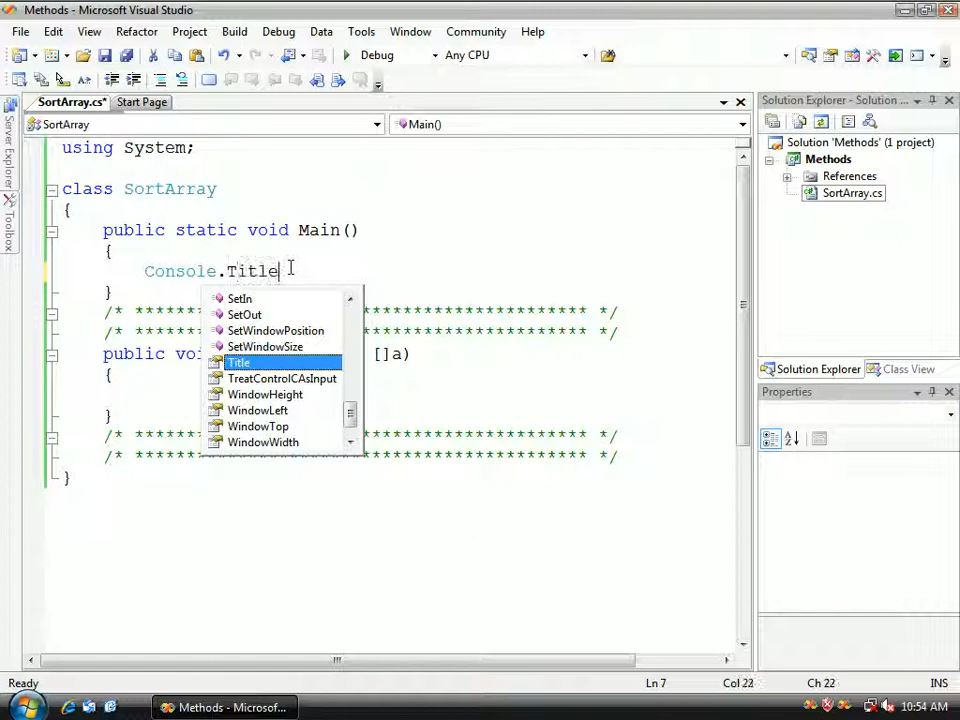 Methods - Microsoft Visual Studio
File Edit View Refactor Project Build Debug Data Tools Window Community Help
Debug Any CPU
SortArray.cs* Start Page
SortArray Main()
Server Explorer
Toolbox
using System;
class SortArray
{
public static void Main()
{
Console.Title
}
/* ************************************* */
/* ************************************* */
public voi []a)
{
}
/* ************************************* */
/* ************************************* */
}
SetIn
SetOut
SetWindowPosition
SetWindowSize
Title
TreatControlCAsInput
WindowHeight
WindowLeft
WindowTop
WindowWidth
Solution Explorer - Solution ...
Solution 'Methods' (1 project)
Methods
References
SortArray.cs
Solution Explorer Class View
Properties
Ready Ln 7 Col 22 Ch 22 INS
Methods - Microsof... 10:54 AM